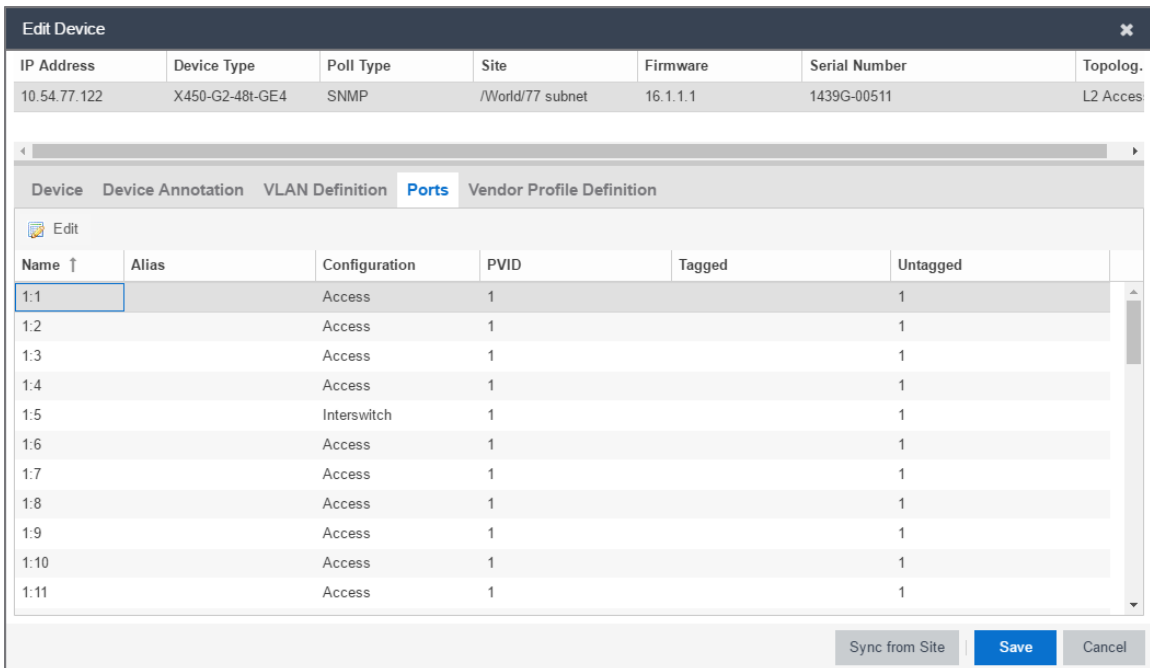 Edit Device
IP Address Device Type Poll Type Site Firmware Serial Number Topolog.
10.54.77.122 X450-G2-48t-GE4 SNMP /World/77 subnet 16.1.1.1 1439G-00511 L2 Acces
Device Device Annotation VLAN Definition Ports Vendor Profile Definition
Edit
Name ↑ Alias Configuration PVID Tagged Untagged
1:1 Access 1 1
1:2 Access 1 1
1:3 Access 1 1
1:4 Access 1 1
1:5 Interswitch 1 1
1:6 Access 1 1
1:7 Access 1 1
1:8 Access 1 1
1:9 Access 1 1
1:10 Access 1 1
1:11 Access 1 1
Sync from Site Save Cancel